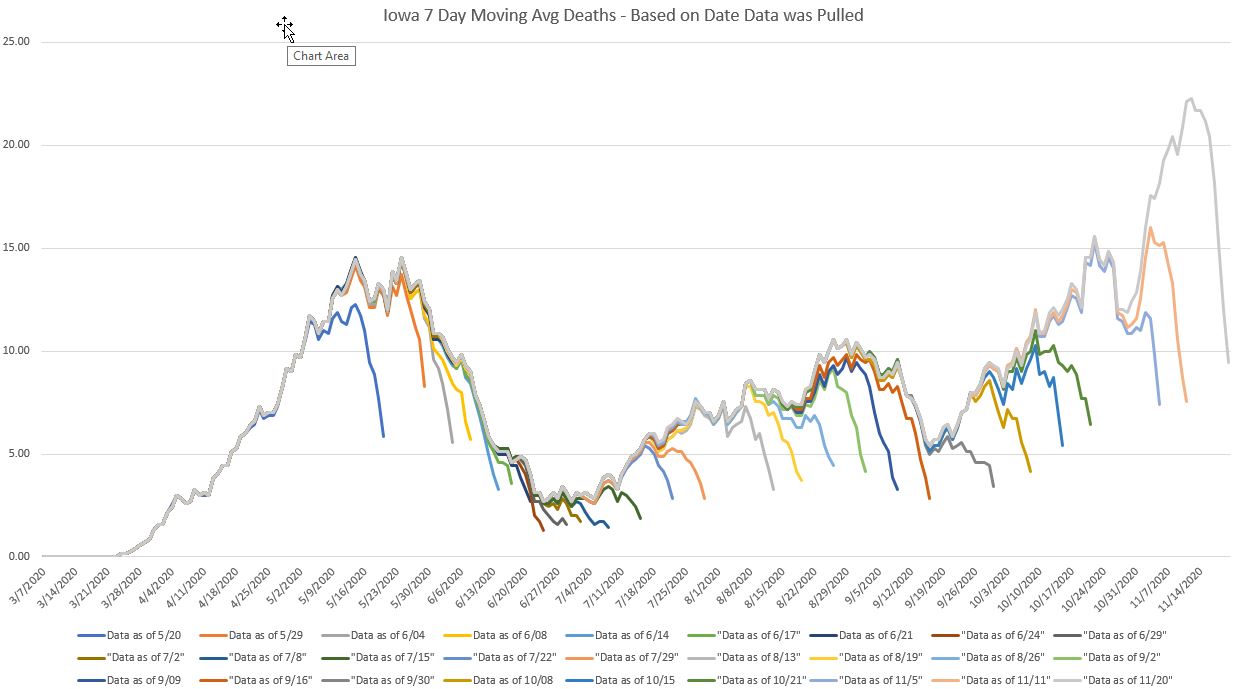 Iowa 7 Day Moving Avg Deaths - Based on Date Data was Pulled
Chart Area
25.00
20.00
15.00
10.00
5.00
0.00
3/7/2020 3/14/2020 3/21/2020 3/28/2020 4/4/2020 4/11/2020 4/18/2020 4/25/2020 5/2/2020 5/9/2020 5/16/2020 5/23/2020 5/30/2020 6/6/2020 6/13/2020 6/20/2020 6/27/2020 7/4/2020 7/11/2020 7/18/2020 7/25/2020 8/1/2020 8/8/2020 8/15/2020 8/22/2020 8/29/2020 9/5/2020 9/12/2020 9/19/2020 9/26/2020 10/3/2020 10/10/2020 10/17/2020 10/24/2020 10/31/2020 11/7/2020 11/14/2020
Data as of 5/20 Data as of 5/29 Data as of 6/04 Data as of 6/08 Data as of 6/14 "Data as of 6/17" Data as of 6/21 "Data as of 6/24" "Data as of 6/29"
"Data as of 7/2" "Data as of 7/8" "Data as of 7/15" "Data as of 7/22" "Data as of 7/29" "Data as of 8/13" "Data as of 8/19" "Data as of 8/26" "Data as of 9/2"
Data as of 9/09 "Data as of 9/16" "Data as of 9/30" Data as of 10/08 Data as of 10/15 "Data as of 10/21" "Data as of 11/5" "Data as of 11/11" "Data as of 11/20"